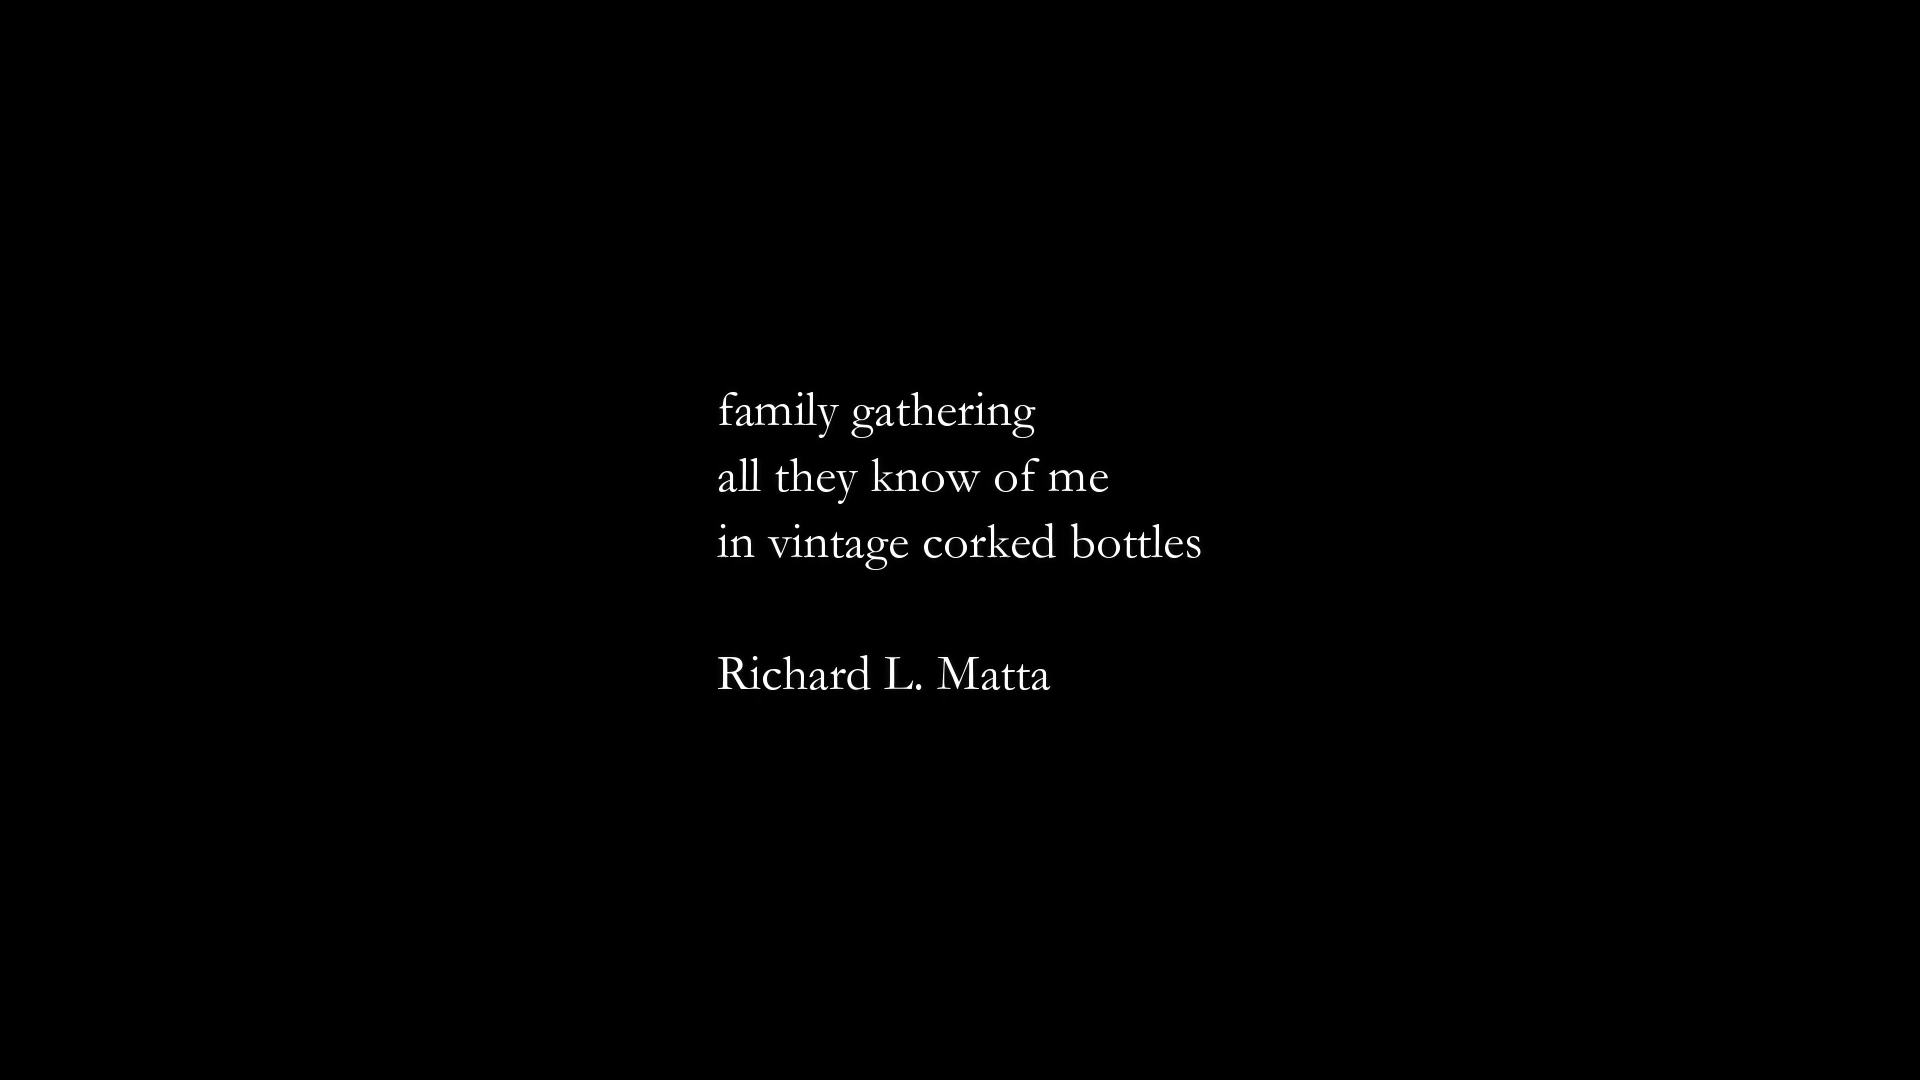 family gathering
all they know of me
in vintage corked bottles
Richard L. Matta